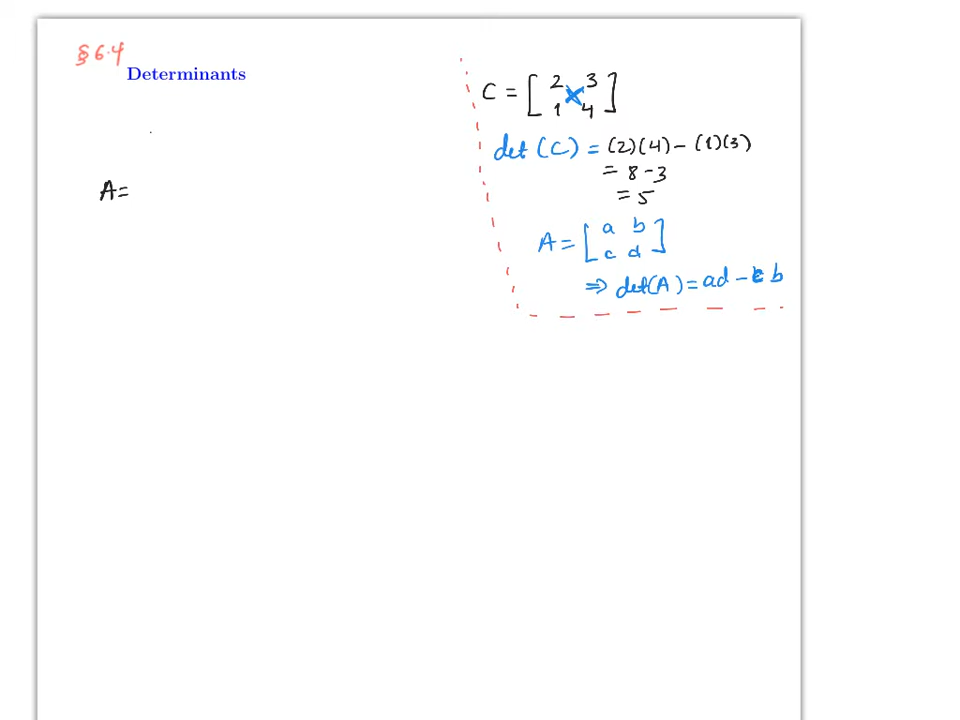 § 6.4
Determinants
A=
C = [ 2 3
1 4 ]
det (C) = (2)(4) - (1)(3)
= 8 - 3
= 5
A = [ a b
c d ]
⇒ det(A) = ad - c b